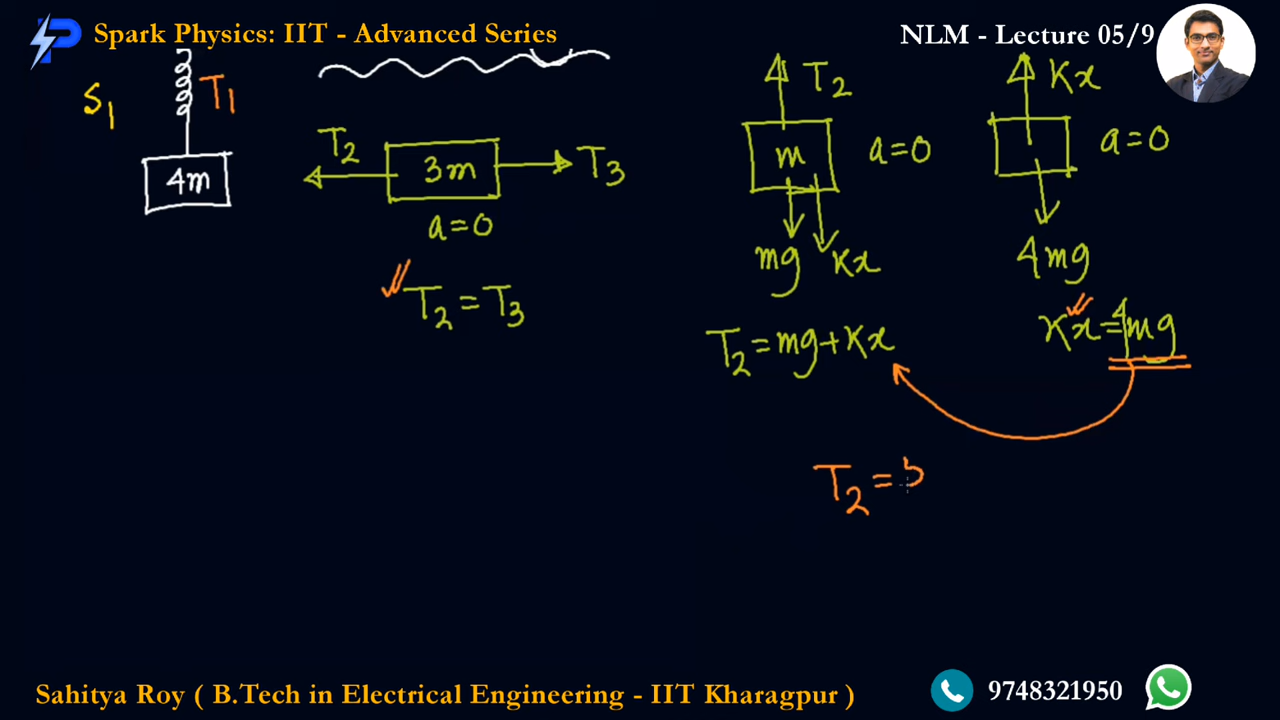 Spark Physics: IIT - Advanced Series
NLM - Lecture 05/9
S1
T1
4m
T2
3m
T3
a=0
T2=T3
T2
m
a=0
mg
Kx
T2=mg+Kx
Kx
a=0
4mg
Kx=4mg
T2=5
Sahitya Roy ( B.Tech in Electrical Engineering - IIT Kharagpur )
9748321950